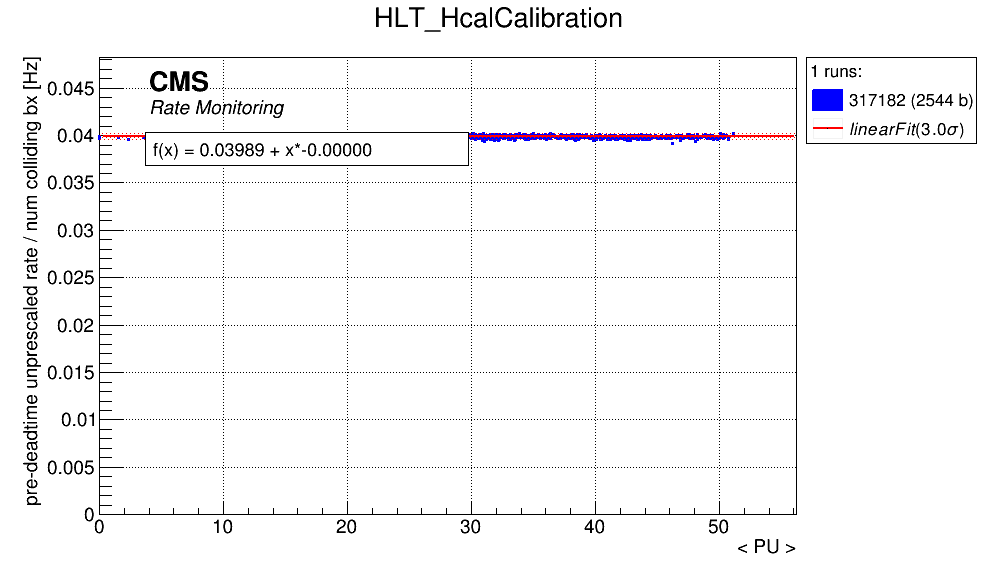 HLT_HcalCalibration
pre-deadtime unprescaled rate / num colliding bx [Hz]
CMS
Rate Monitoring
f(x) = 0.03989 + x*-0.00000
1 runs:
317182 (2544 b)
linearFit(3.0σ)
0.045
0.04
0.035
0.03
0.025
0.02
0.015
0.01
0.005
0
0 10 20 30 40 50
< PU >